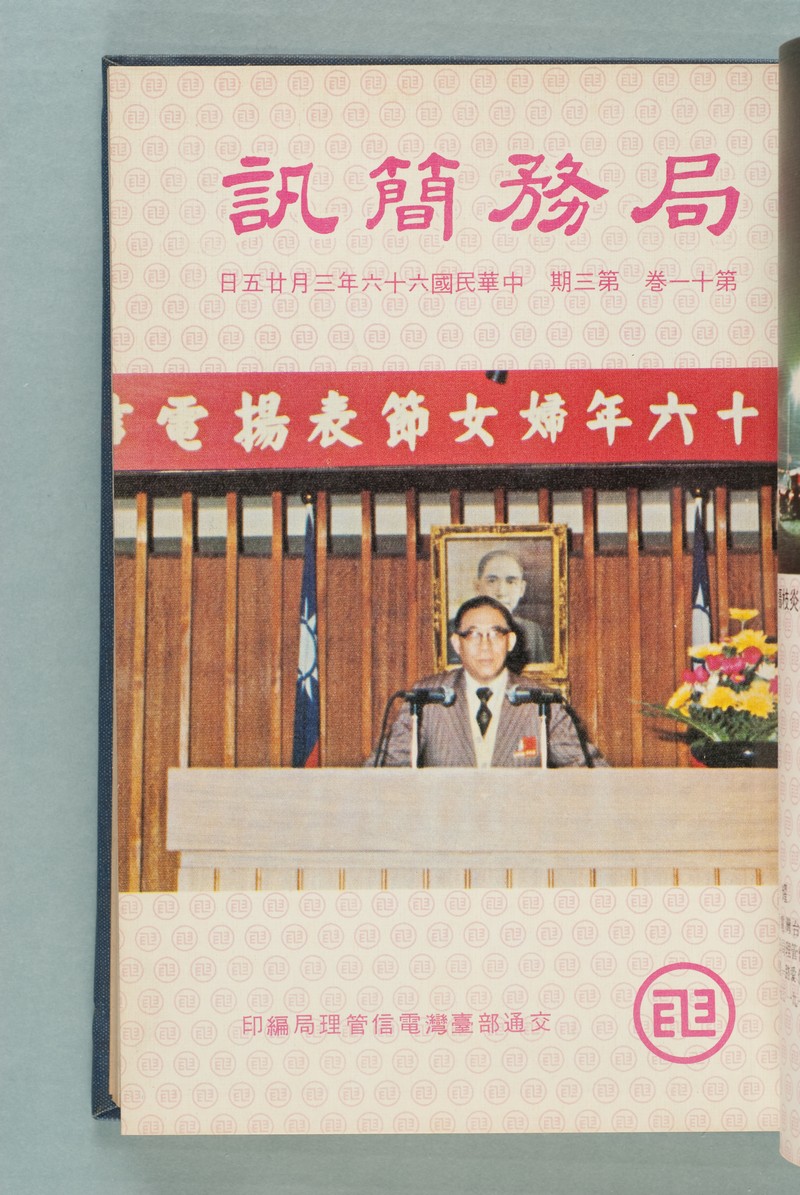 局務簡訊
第十一巻 第三期 中華民國六十六年三月廿五日
十六年婦女節表揚電信
交通部臺灣電信管理局編印